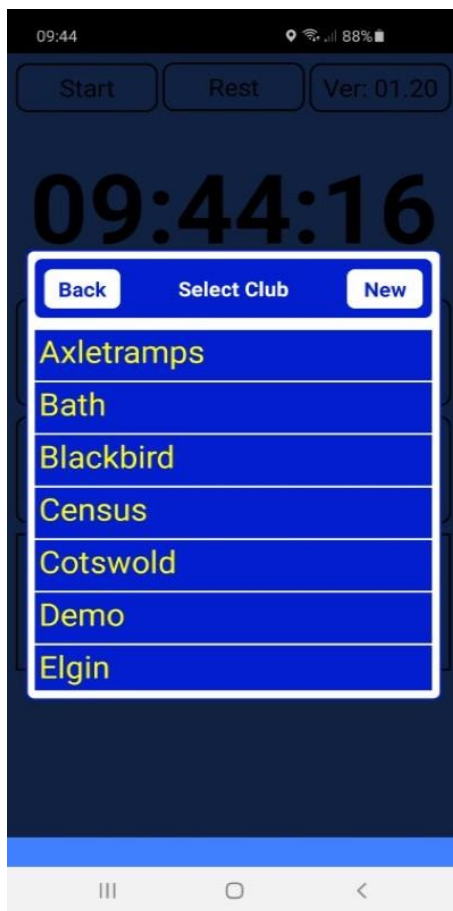 09:44 88%
Start Rest Ver: 01.20
09:44:16
Back Select Club New
Axletramps
Bath
Blackbird
Census
Cotswold
Demo
Elgin